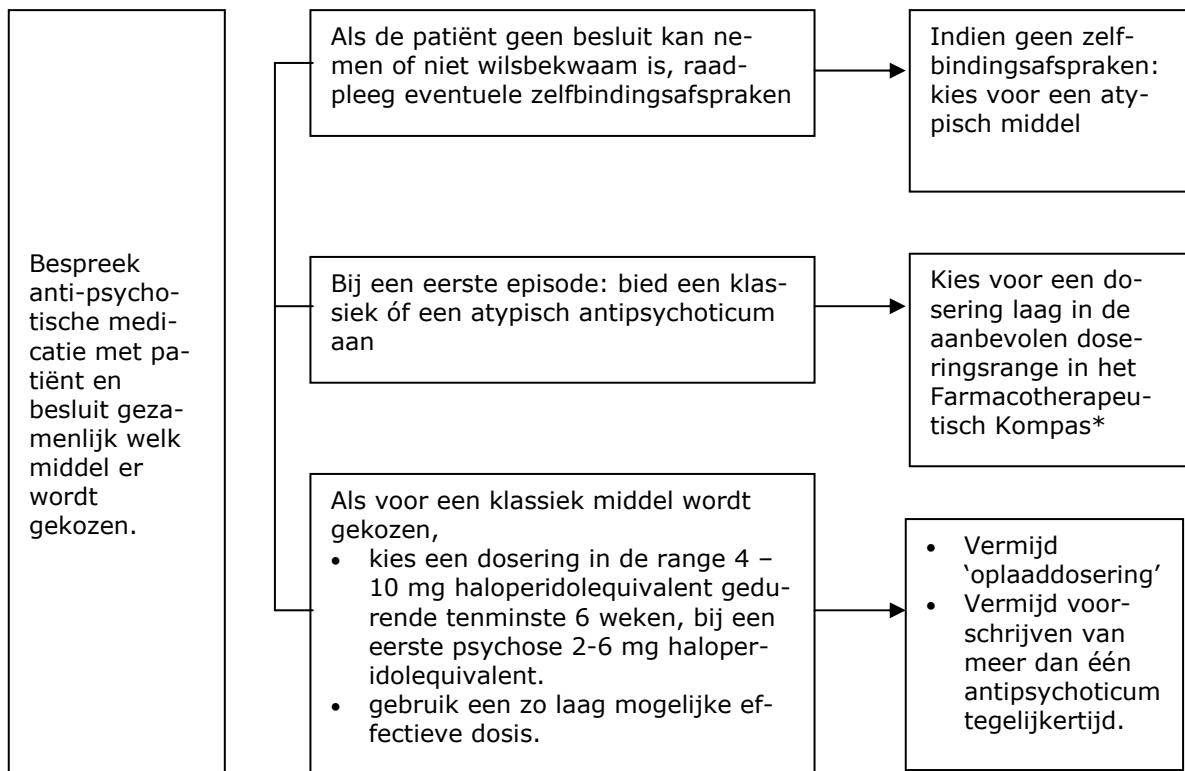 Bespreek
anti-psycho-
tische medi-
catie met pa-
tiënt en
besluit geza-
menlijk welk
middel er
wordt
gekozen.
Als de patiënt geen besluit kan ne-
men of niet wilsbekwaam is, raad-
pleeg eventuele zelfbindingsafspraken
Indien geen zelf-
bindingsafspraken:
kies voor een aty-
pisch middel
Bij een eerste episode: bied een klas-
siek óf een atypisch antipsychoticum
aan
Kies voor een do-
sering laag in de
aanbevolen dose-
ringsrange in het
Farmacotherapeu-
tisch Kompas*
Als voor een klassiek middel wordt
gekozen,
• kies een dosering in de range 4 –
10 mg haloperidolequivalent gedu-
rende tenminste 6 weken, bij een
eerste psychose 2-6 mg haloper-
idolequivalent.
• gebruik een zo laag mogelijke ef-
fectieve dosis.
• Vermijd
‘oplaaddosering’
• Vermijd voor-
schrijven van
meer dan één
antipsychoticum
tegelijkertijd.